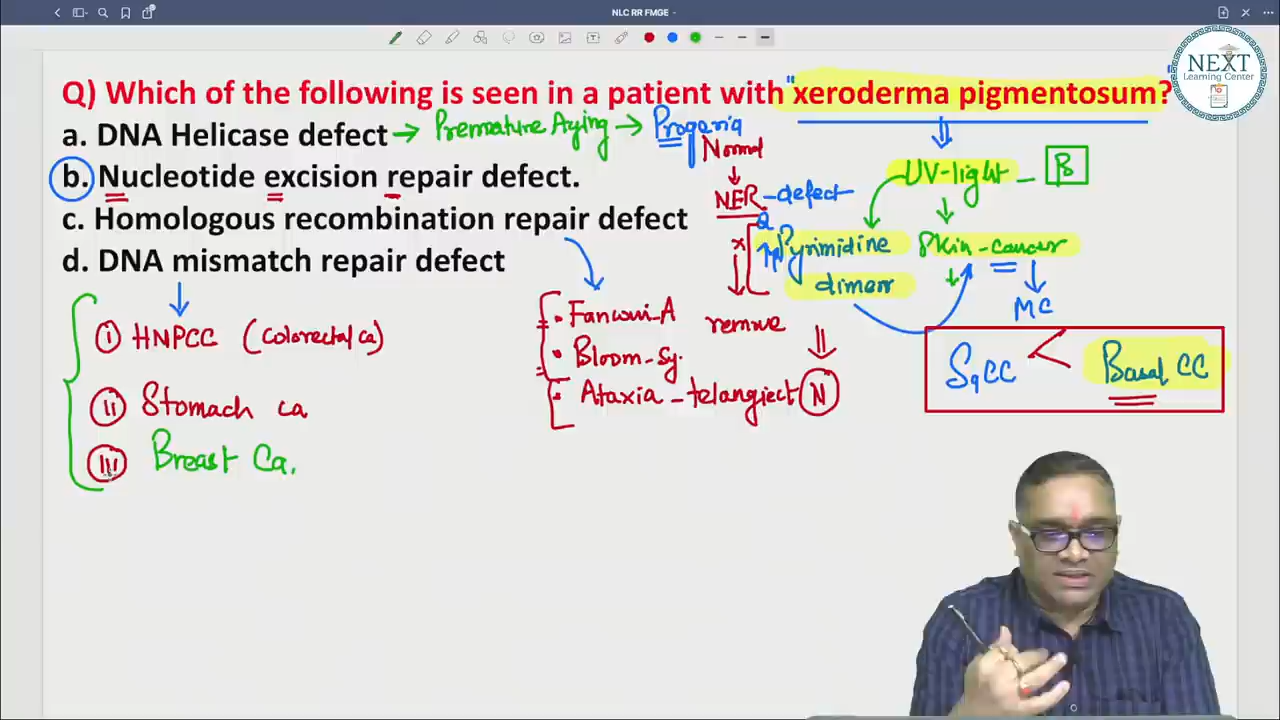 NLC RR FMGE
NEXT
Learning Center
Q) Which of the following is seen in a patient with "xeroderma pigmentosum?"
a. DNA Helicase defect → Premature Aging → Progeria
b. Nucleotide excision repair defect.
c. Homologous recombination repair defect
d. DNA mismatch repair defect
Normal
NER - defect
↑ Pyrimidine
dimer
x
remove
N
UV-light - B
Skin-cancer
MC
SqCC < Basal CC
i HNPCC (Colorectal Ca)
ii Stomach ca
iii Breast Ca.
Fanconi-A
Bloom-Sy.
Ataxia-telangiect